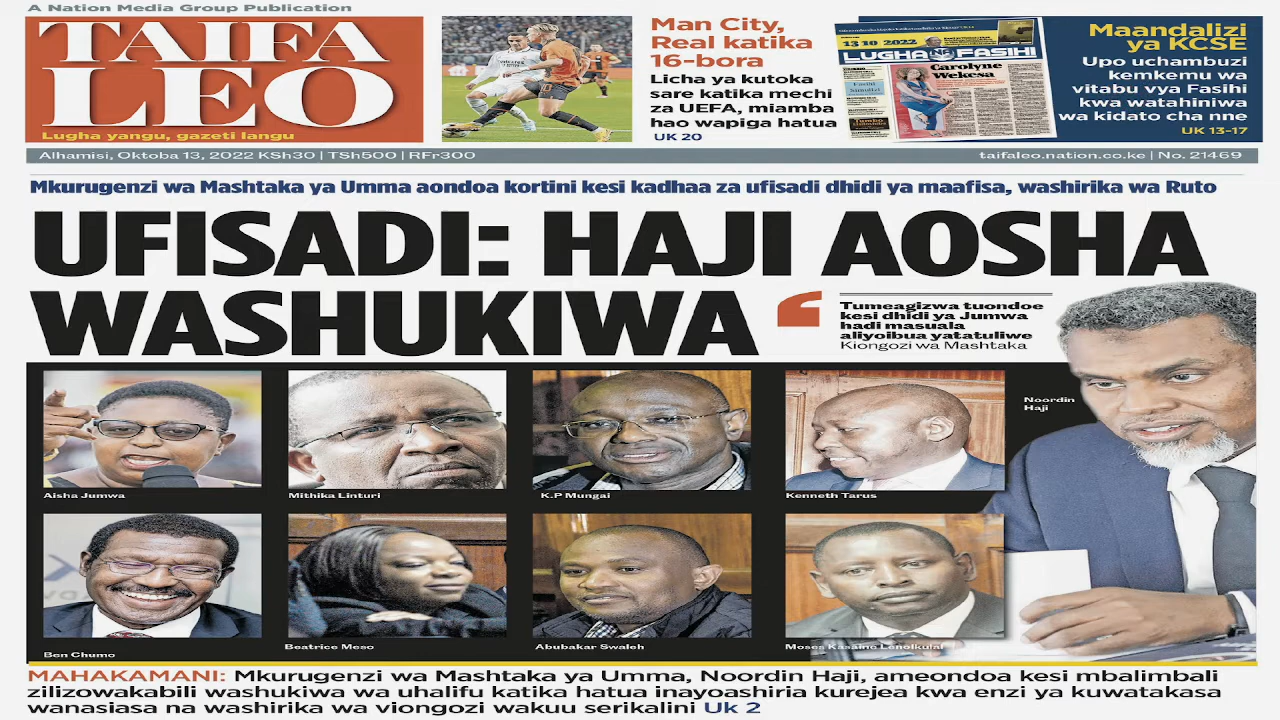 A Nation Media Group Publication
TAIFA
LEO
Lugha yangu, gazeti langu
Man City,
Real katika
16-bora
Licha ya kutoka
sare katika mechi
za UEFA, miamba
hao wapiga hatua
UK 20
13 10 2022
LUGHA FASIHI
Carolyne
Wekesa
Maandalizi
ya KCSE
Upo uchambuzi
kemkemu wa
vitabu vya Fasihi
kwa watahiniwa
wa kidato cha nne
UK 13-17
Alhamisi, Oktoba 13, 2022 KSh30 | TSh500 | RFr300
taifaleo.nation.co.ke | No. 21469
Mkurugenzi wa Mashtaka ya Umma aondoa kortini kesi kadhaa za ufisadi dhidi ya maafisa, washirika wa Ruto
UFISADI: HAJI AOSHA
WASHUKIWA
Tumeagizwa tuondoe
kesi dhidi ya Jumwa
hadi masuala
aliyoibua yatatuliwe
Kiongozi wa Mashtaka
Noordin
Haji
Aisha Jumwa
Mithika Linturi
K.P Mungai
Kenneth Tarus
Ben Chumo
Beatrice Meso
Abubakar Swaleh
Moses Kasaine Lenolkulal
MAHAKAMANI: Mkurugenzi wa Mashtaka ya Umma, Noordin Haji, ameondoa kesi mbalimbali
zilizowakabili washukiwa wa uhalifu katika hatua inayoashiria kurejea kwa enzi ya kuwatakasa
wanasiasa na washirika wa viongozi wakuu serikalini Uk 2